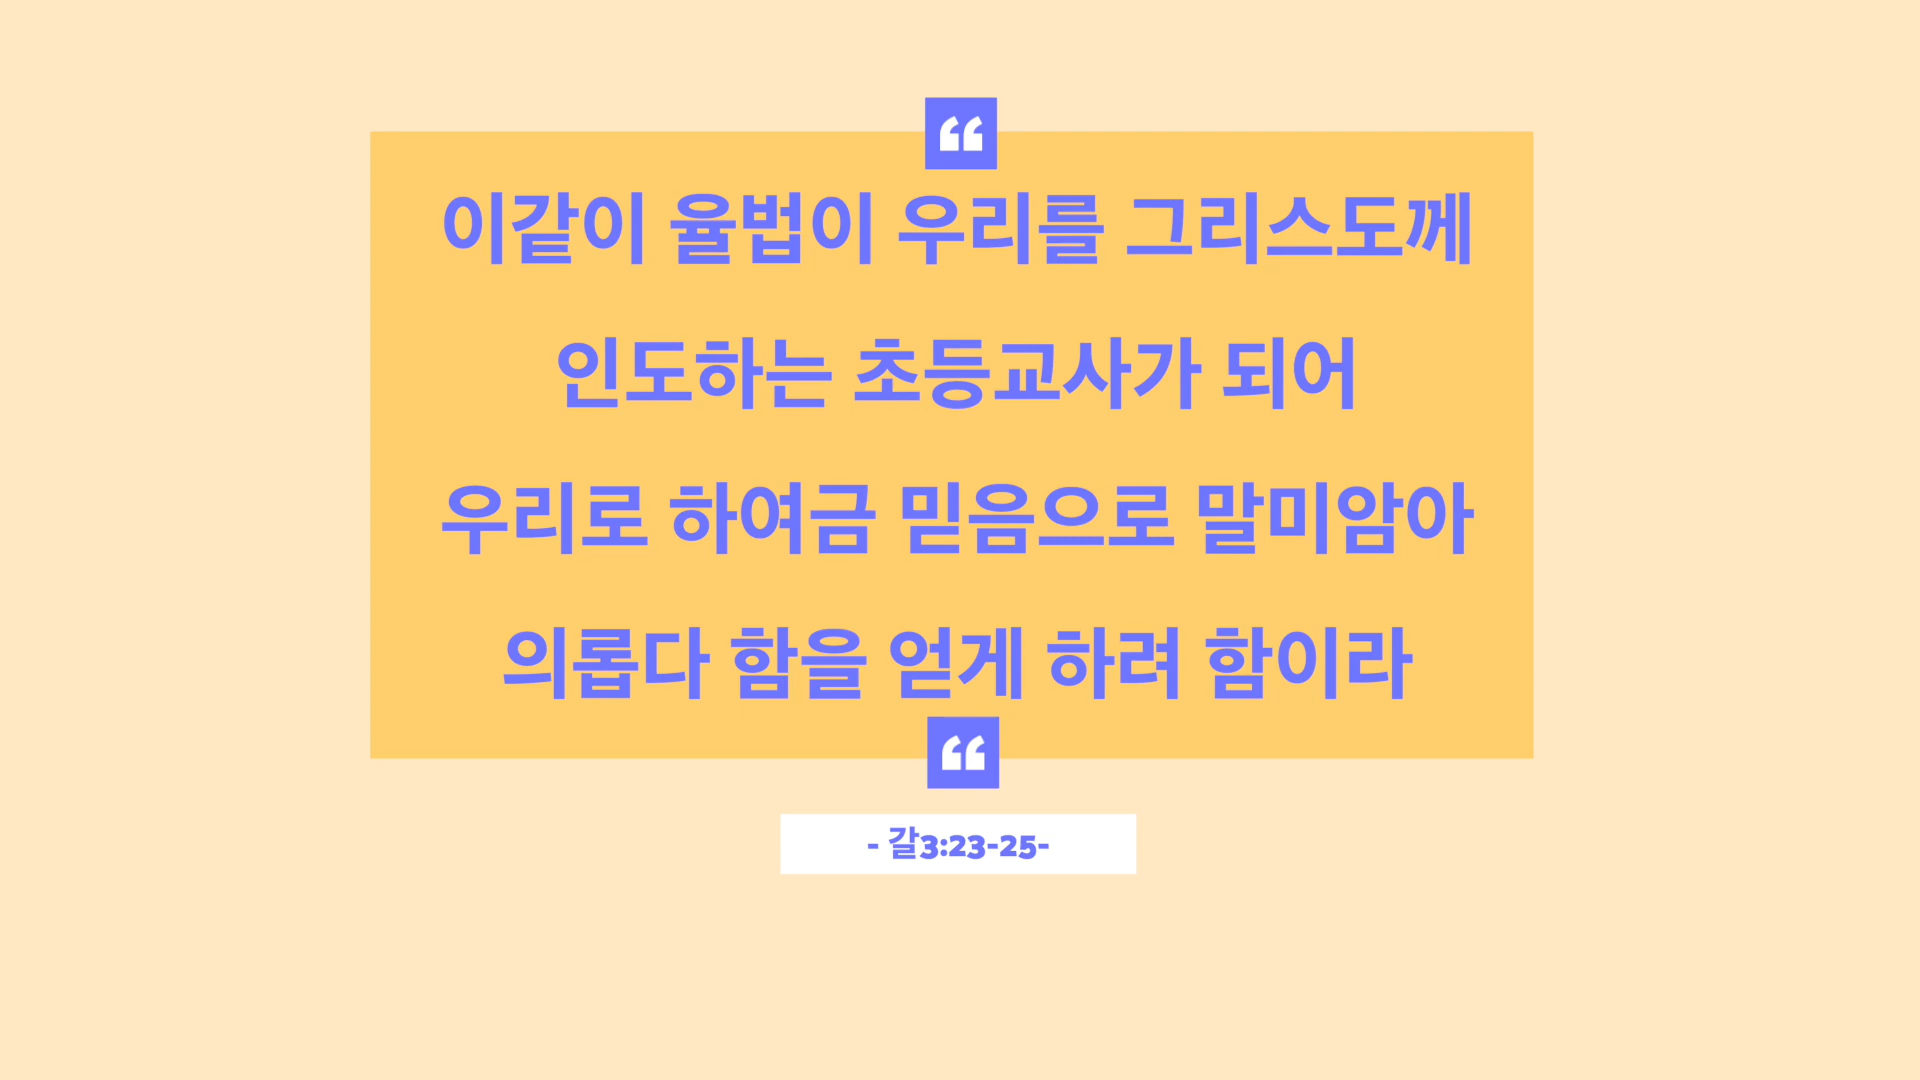 이같이 율법이 우리를 그리스도께
인도하는 초등교사가 되어
우리로 하여금 믿음으로 말미암아
의롭다 함을 얻게 하려 함이라
- 갈3:23-25-